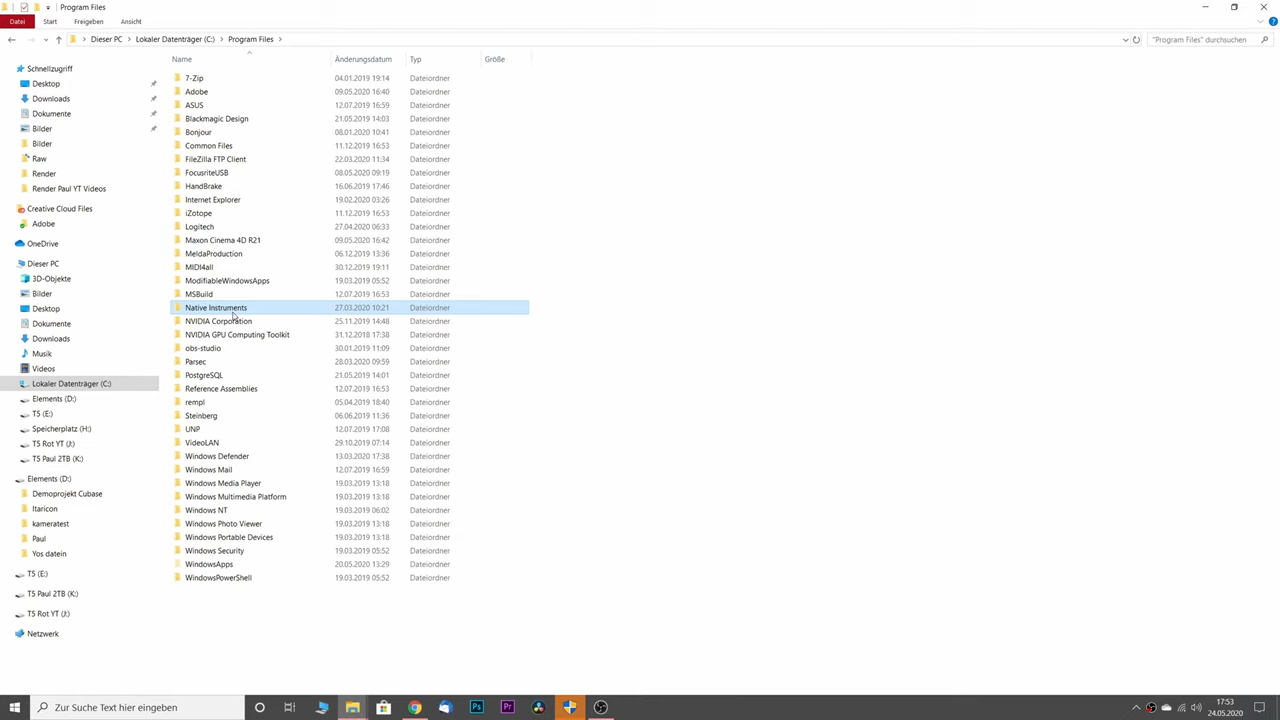 Program Files
Datei Start Freigeben Ansicht
Dieser PC Lokaler Datenträger (C:) Program Files "Program Files" durchsuchen
Name Änderungsdatum Typ Größe
Schnellzugriff
Desktop
Downloads
Dokumente
Bilder
Bilder
Raw
Render
Render Paul YT Videos
Creative Cloud Files
Adobe
OneDrive
Dieser PC
3D-Objekte
Bilder
Desktop
Dokumente
Downloads
Musik
Videos
Lokaler Datenträger (C:)
Elements (D:)
T5 (E:)
Speicherplatz (H:)
T5 Rot YT (J:)
T5 Paul 2TB (K:)
Elements (D:)
Demoprojekt Cubase
Itaricon
kameratest
Paul
Yos datein
T5 (E:)
T5 Paul 2TB (K:)
T5 Rot YT (J:)
Netzwerk
7-Zip 04.01.2019 19:14 Dateiordner
Adobe 09.05.2020 16:40 Dateiordner
ASUS 12.07.2019 16:59 Dateiordner
Blackmagic Design 21.05.2019 14:03 Dateiordner
Bonjour 08.01.2020 10:41 Dateiordner
Common Files 11.12.2019 16:53 Dateiordner
FileZilla FTP Client 22.03.2020 11:34 Dateiordner
FocusriteUSB 08.05.2020 09:19 Dateiordner
HandBrake 16.06.2019 17:46 Dateiordner
Internet Explorer 19.02.2020 03:26 Dateiordner
iZotope 11.12.2019 16:53 Dateiordner
Logitech 27.04.2020 06:33 Dateiordner
Maxon Cinema 4D R21 09.05.2020 16:42 Dateiordner
MeldaProduction 06.12.2019 13:36 Dateiordner
MIDI4all 30.12.2019 19:11 Dateiordner
ModifiableWindowsApps 19.03.2019 05:52 Dateiordner
MSBuild 12.07.2019 16:53 Dateiordner
Native Instruments 27.03.2020 10:21 Dateiordner
NVIDIA Corporation 25.11.2019 14:48 Dateiordner
NVIDIA GPU Computing Toolkit 31.12.2018 17:38 Dateiordner
obs-studio 30.01.2019 11:09 Dateiordner
Parsec 28.03.2020 09:59 Dateiordner
PostgreSQL 21.05.2019 14:01 Dateiordner
Reference Assemblies 12.07.2019 16:53 Dateiordner
rempl 05.04.2019 18:40 Dateiordner
Steinberg 06.06.2019 11:36 Dateiordner
UNP 12.07.2019 17:08 Dateiordner
VideoLAN 29.10.2019 07:14 Dateiordner
Windows Defender 13.03.2020 17:38 Dateiordner
Windows Mail 12.07.2019 16:59 Dateiordner
Windows Media Player 19.03.2019 13:18 Dateiordner
Windows Multimedia Platform 19.03.2019 13:18 Dateiordner
Windows NT 19.03.2019 06:02 Dateiordner
Windows Photo Viewer 19.03.2019 13:18 Dateiordner
Windows Portable Devices 19.03.2019 13:18 Dateiordner
Windows Security 19.03.2019 05:52 Dateiordner
WindowsApps 20.05.2020 13:29 Dateiordner
WindowsPowerShell 19.03.2019 05:52 Dateiordner
Zur Suche Text hier eingeben
Ps
Pr
17:53
24.05.2020